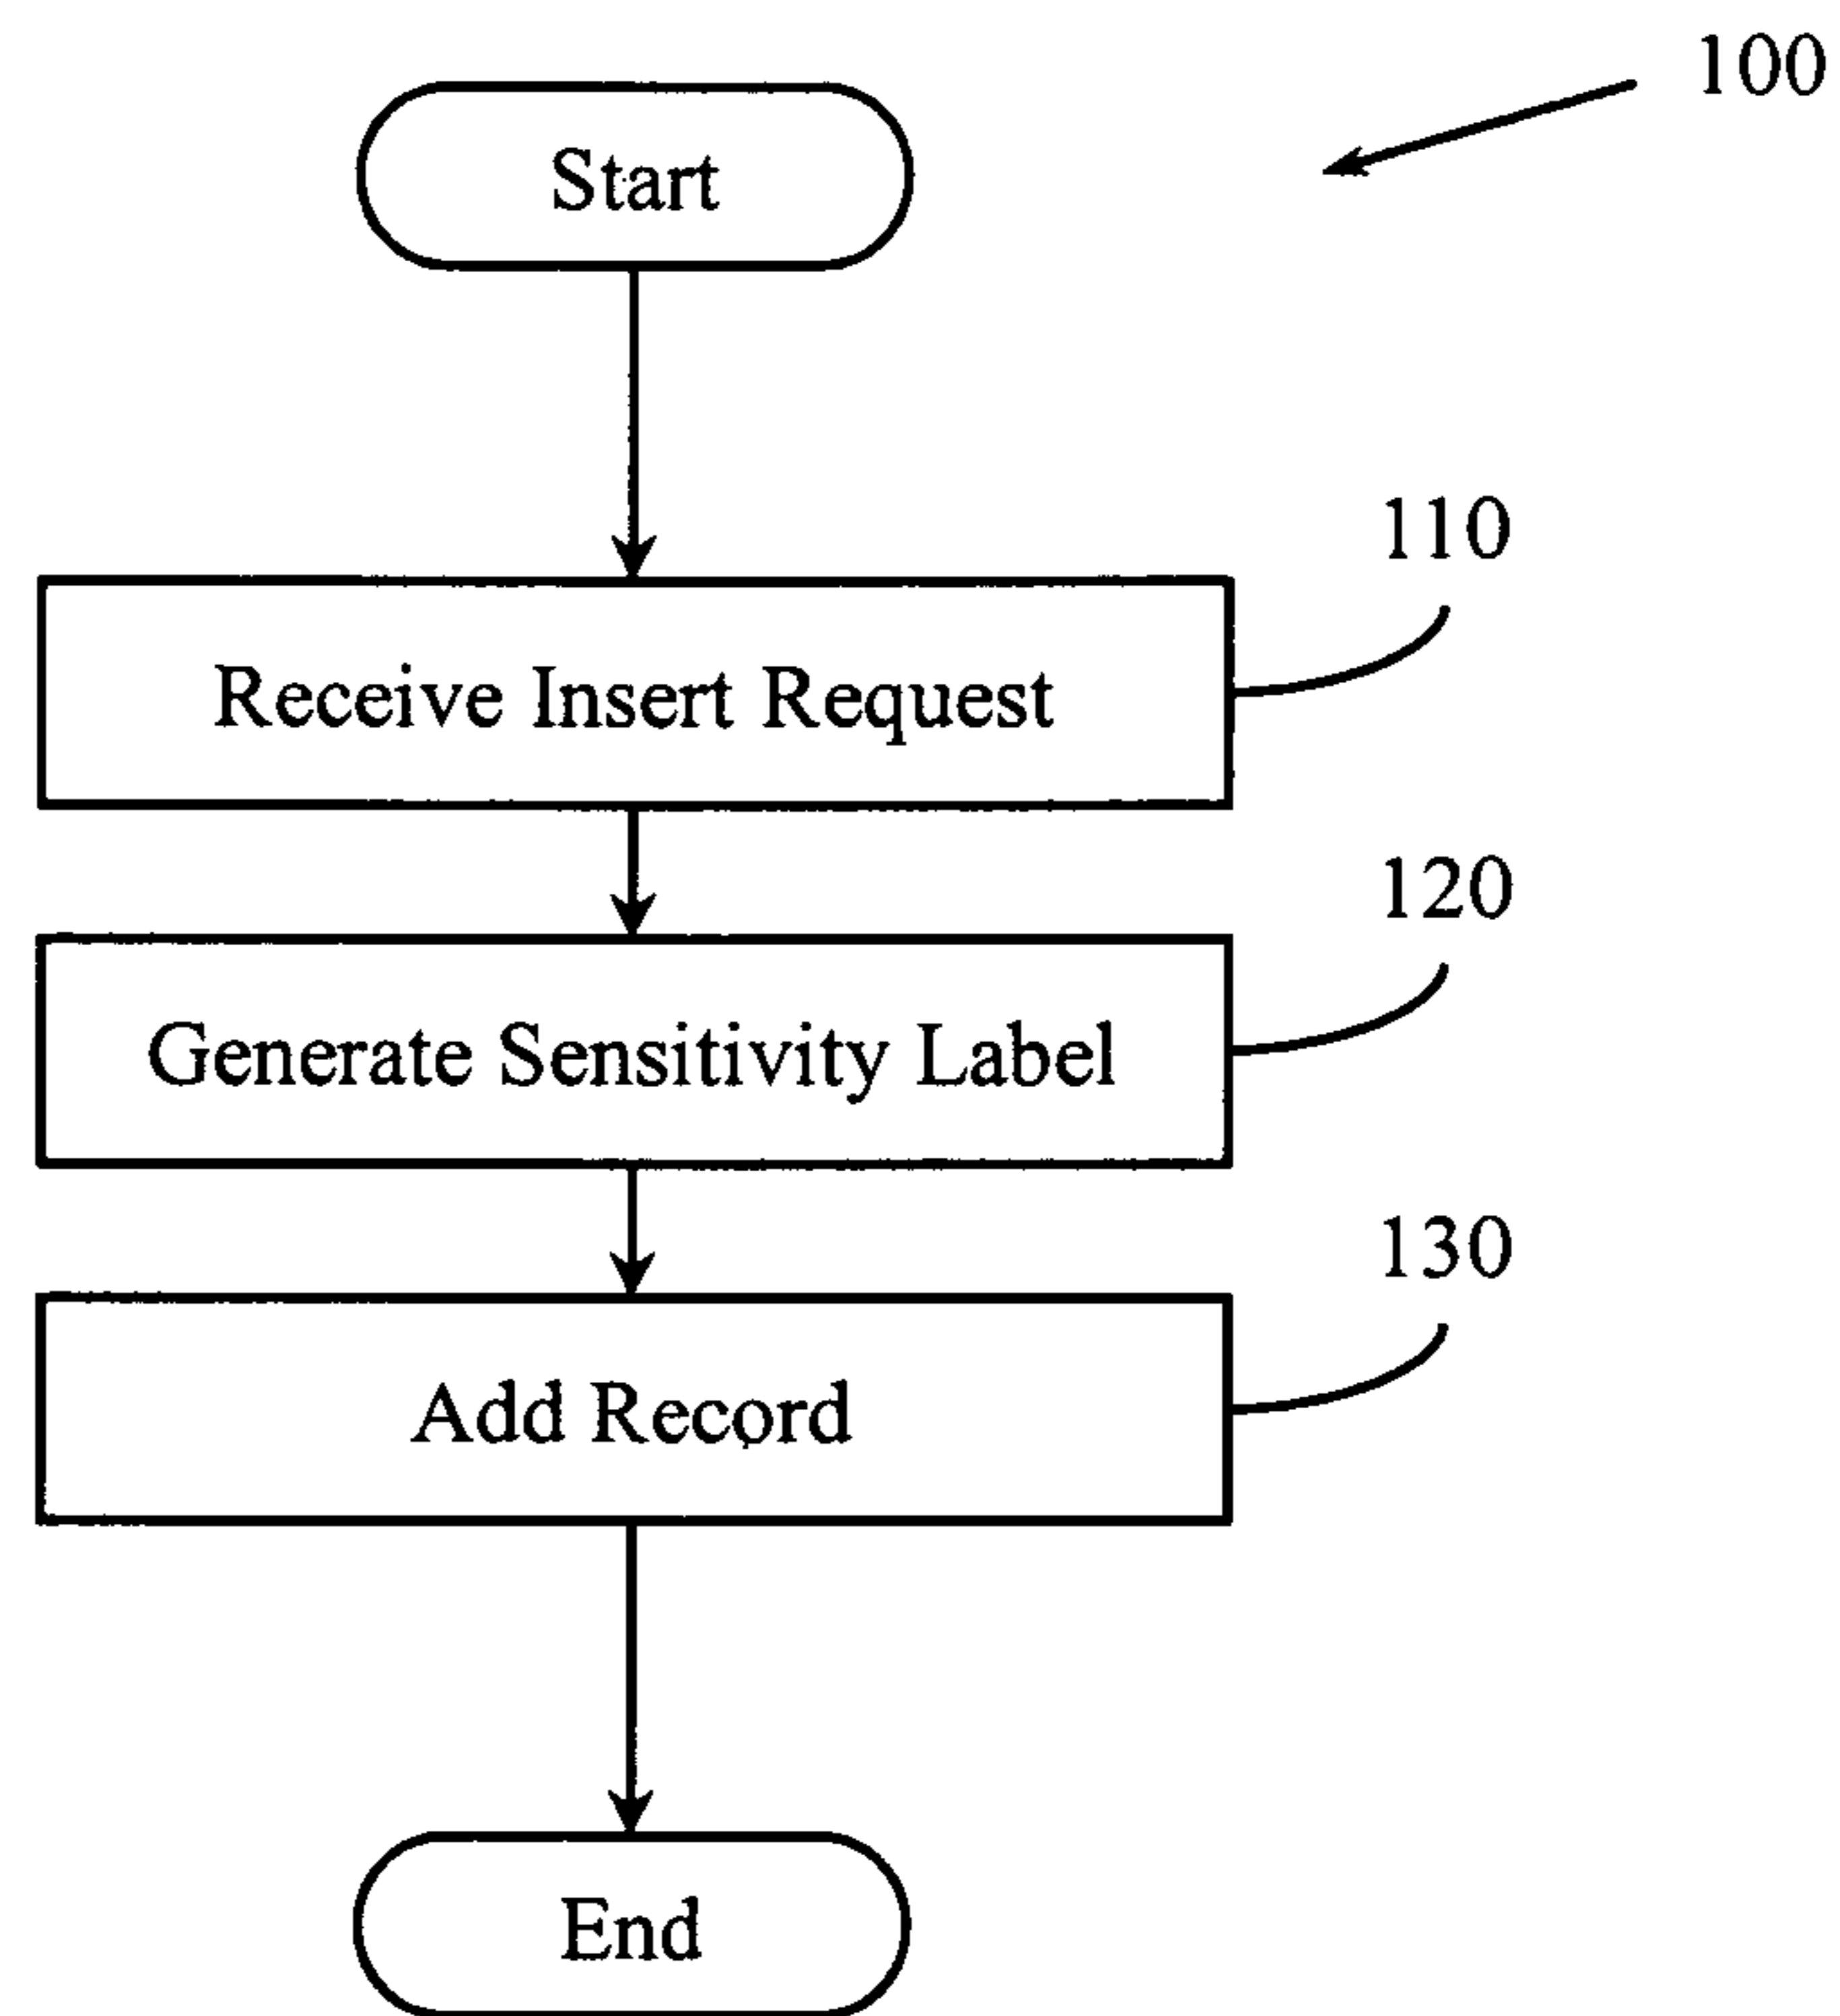 100
Start
110
Receive Insert Request
120
Generate Sensitivity Label
130
Add Record
End